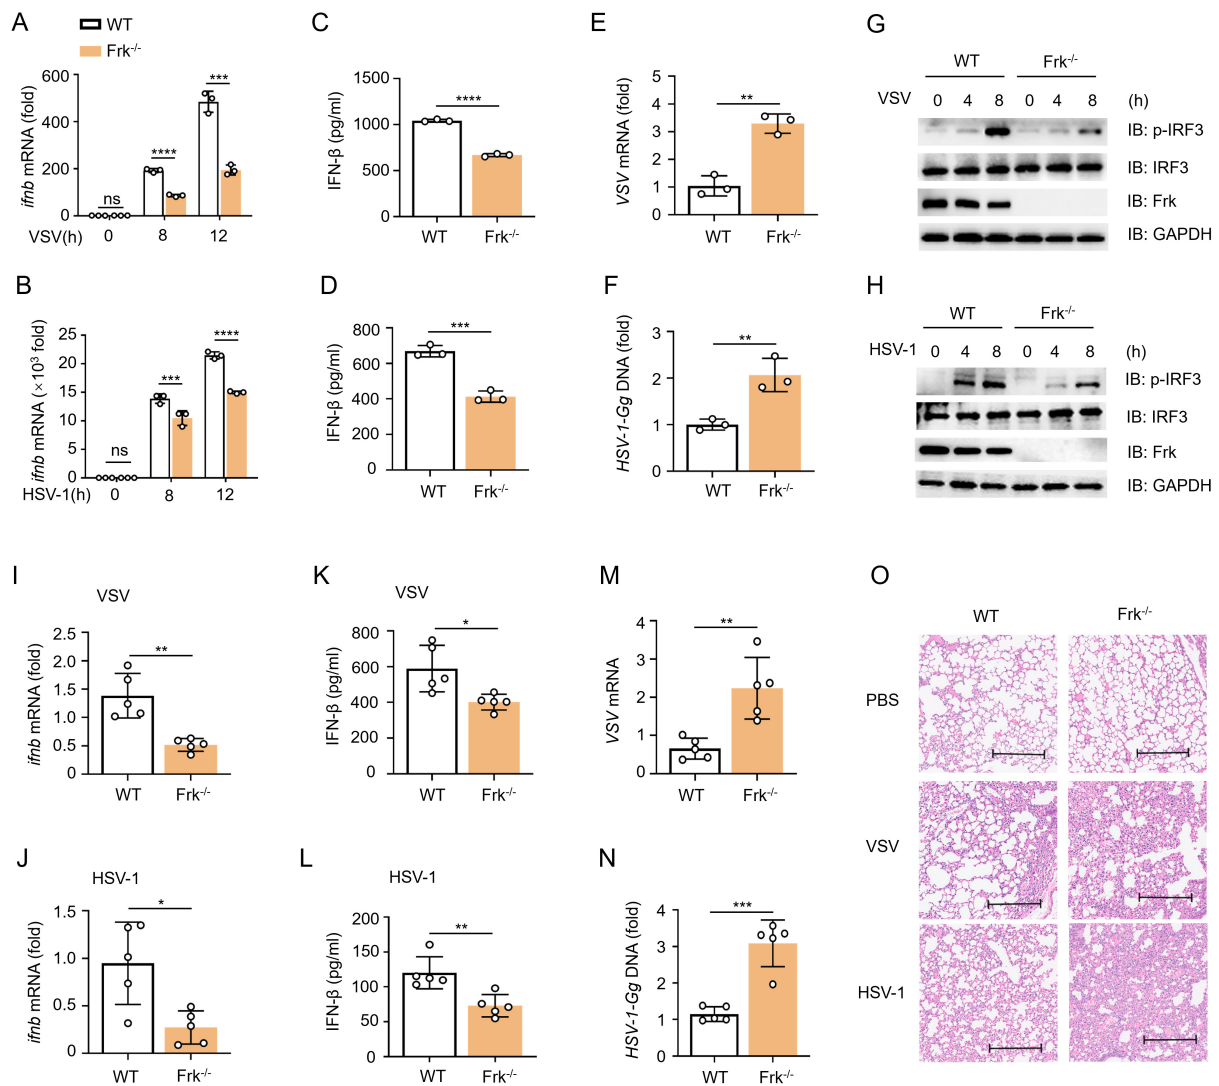 A
WT
Frk-/-
ifnb mRNA (fold)
600
400
200
0
ns
****
***
VSV(h)
0
8
12
B
ifnb mRNA (×10³ fold)
25
20
15
10
5
0
ns
***
****
HSV-1(h)
0
8
12
C
IFN-β (pg/ml)
1500
1000
500
0
****
WT
Frk-/-
D
IFN-β (pg/ml)
800
600
400
200
0
***
WT
Frk-/-
E
VSV mRNA (fold)
5
4
3
2
1
0
**
WT
Frk-/-
F
HSV-1-Gg DNA (fold)
3
2
1
0
**
WT
Frk-/-
G
WT
Frk-/-
VSV
0 4 8 0 4 8 (h)
IB: p-IRF3
IB: IRF3
IB: Frk
IB: GAPDH
H
WT
Frk-/-
HSV-1
0 4 8 0 4 8 (h)
IB: p-IRF3
IB: IRF3
IB: Frk
IB: GAPDH
I
VSV
ifnb mRNA (fold)
2.5
2.0
1.5
1.0
0.5
0
**
WT
Frk-/-
J
HSV-1
ifnb mRNA (fold)
1.5
1.0
0.5
0
*
WT
Frk-/-
K
VSV
IFN-β (pg/ml)
800
600
400
200
0
*
WT
Frk-/-
L
HSV-1
IFN-β (pg/ml)
200
150
100
50
0
**
WT
Frk-/-
M
VSV mRNA
4
3
2
1
0
**
WT
Frk-/-
N
HSV-1-Gg DNA (fold)
4
3
2
1
0
***
WT
Frk-/-
O
WT
Frk-/-
PBS
VSV
HSV-1